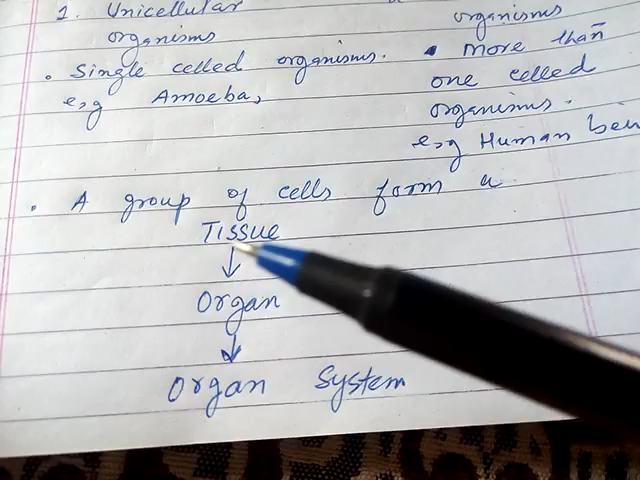 1. Unicellular
organisms
• Single celled organisms.
e.g Amoeba,
organisms
• More than
one celled
organisms.
e.g Human bein
• A group of cells form a
Tissue
↓
Organ
↓
Organ System